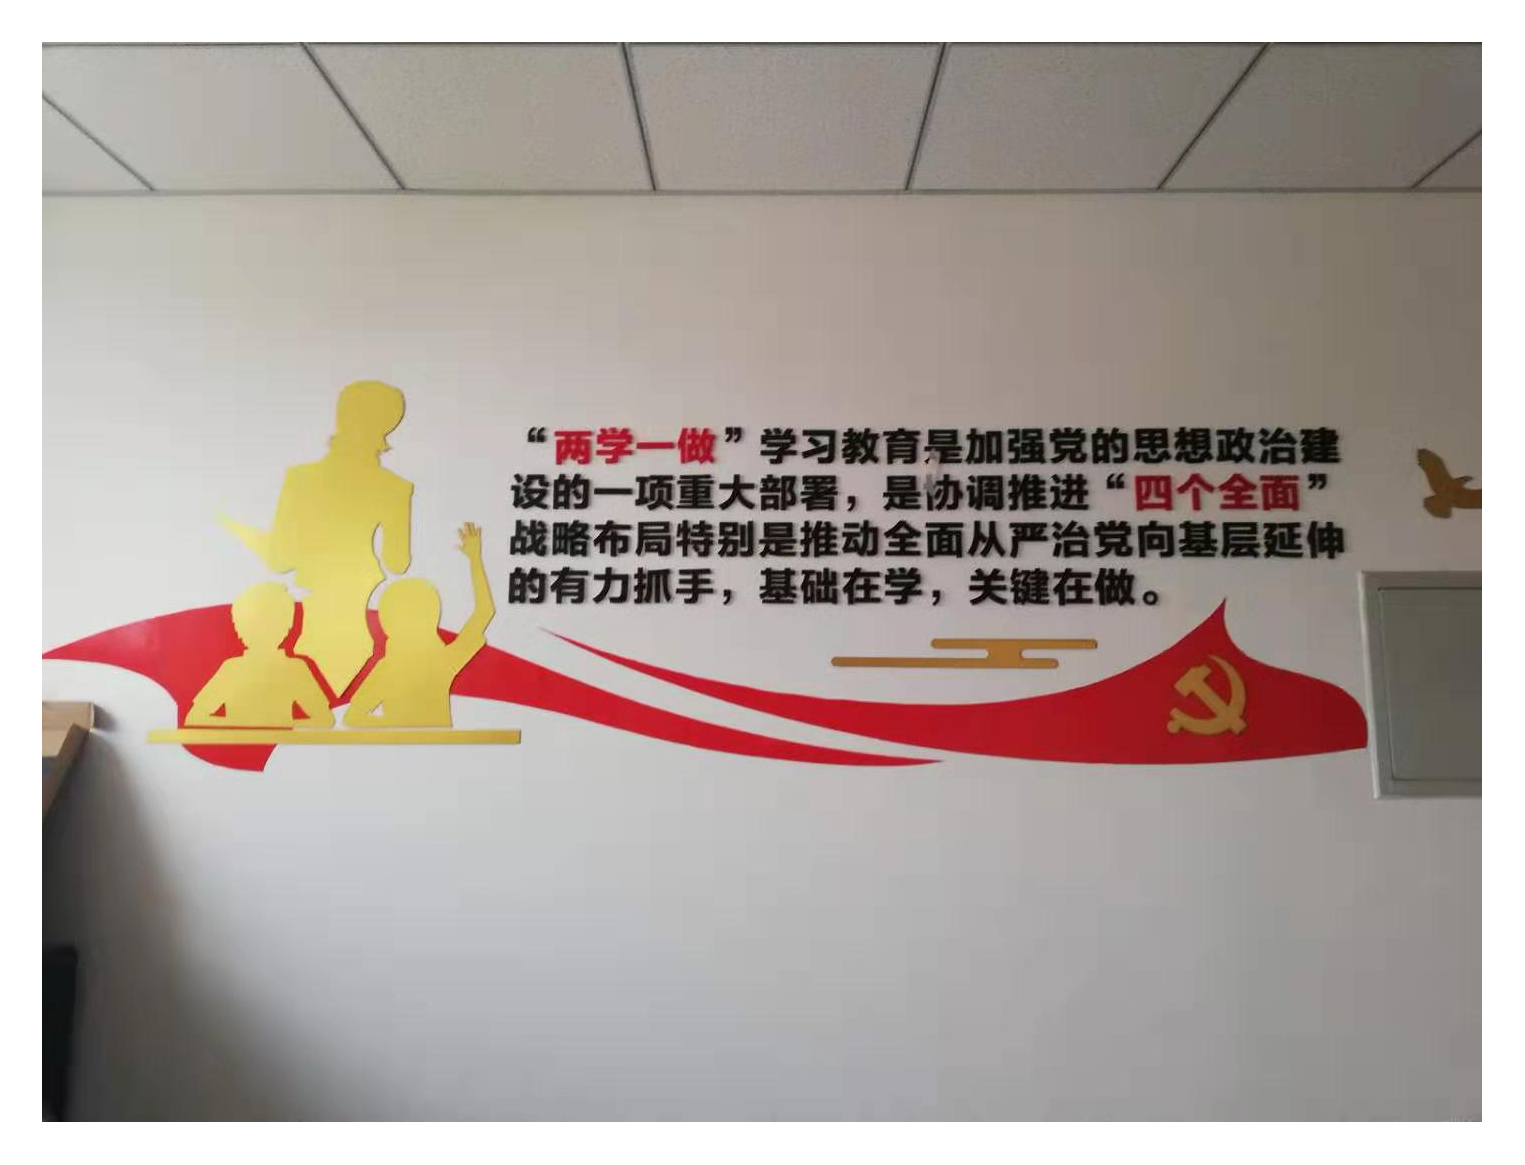 “两学一做”学习教育是加强党的思想政治建
设的一项重大部署，是协调推进“四个全面”
战略布局特别是推动全面从严治党向基层延伸
的有力抓手，基础在学，关键在做。